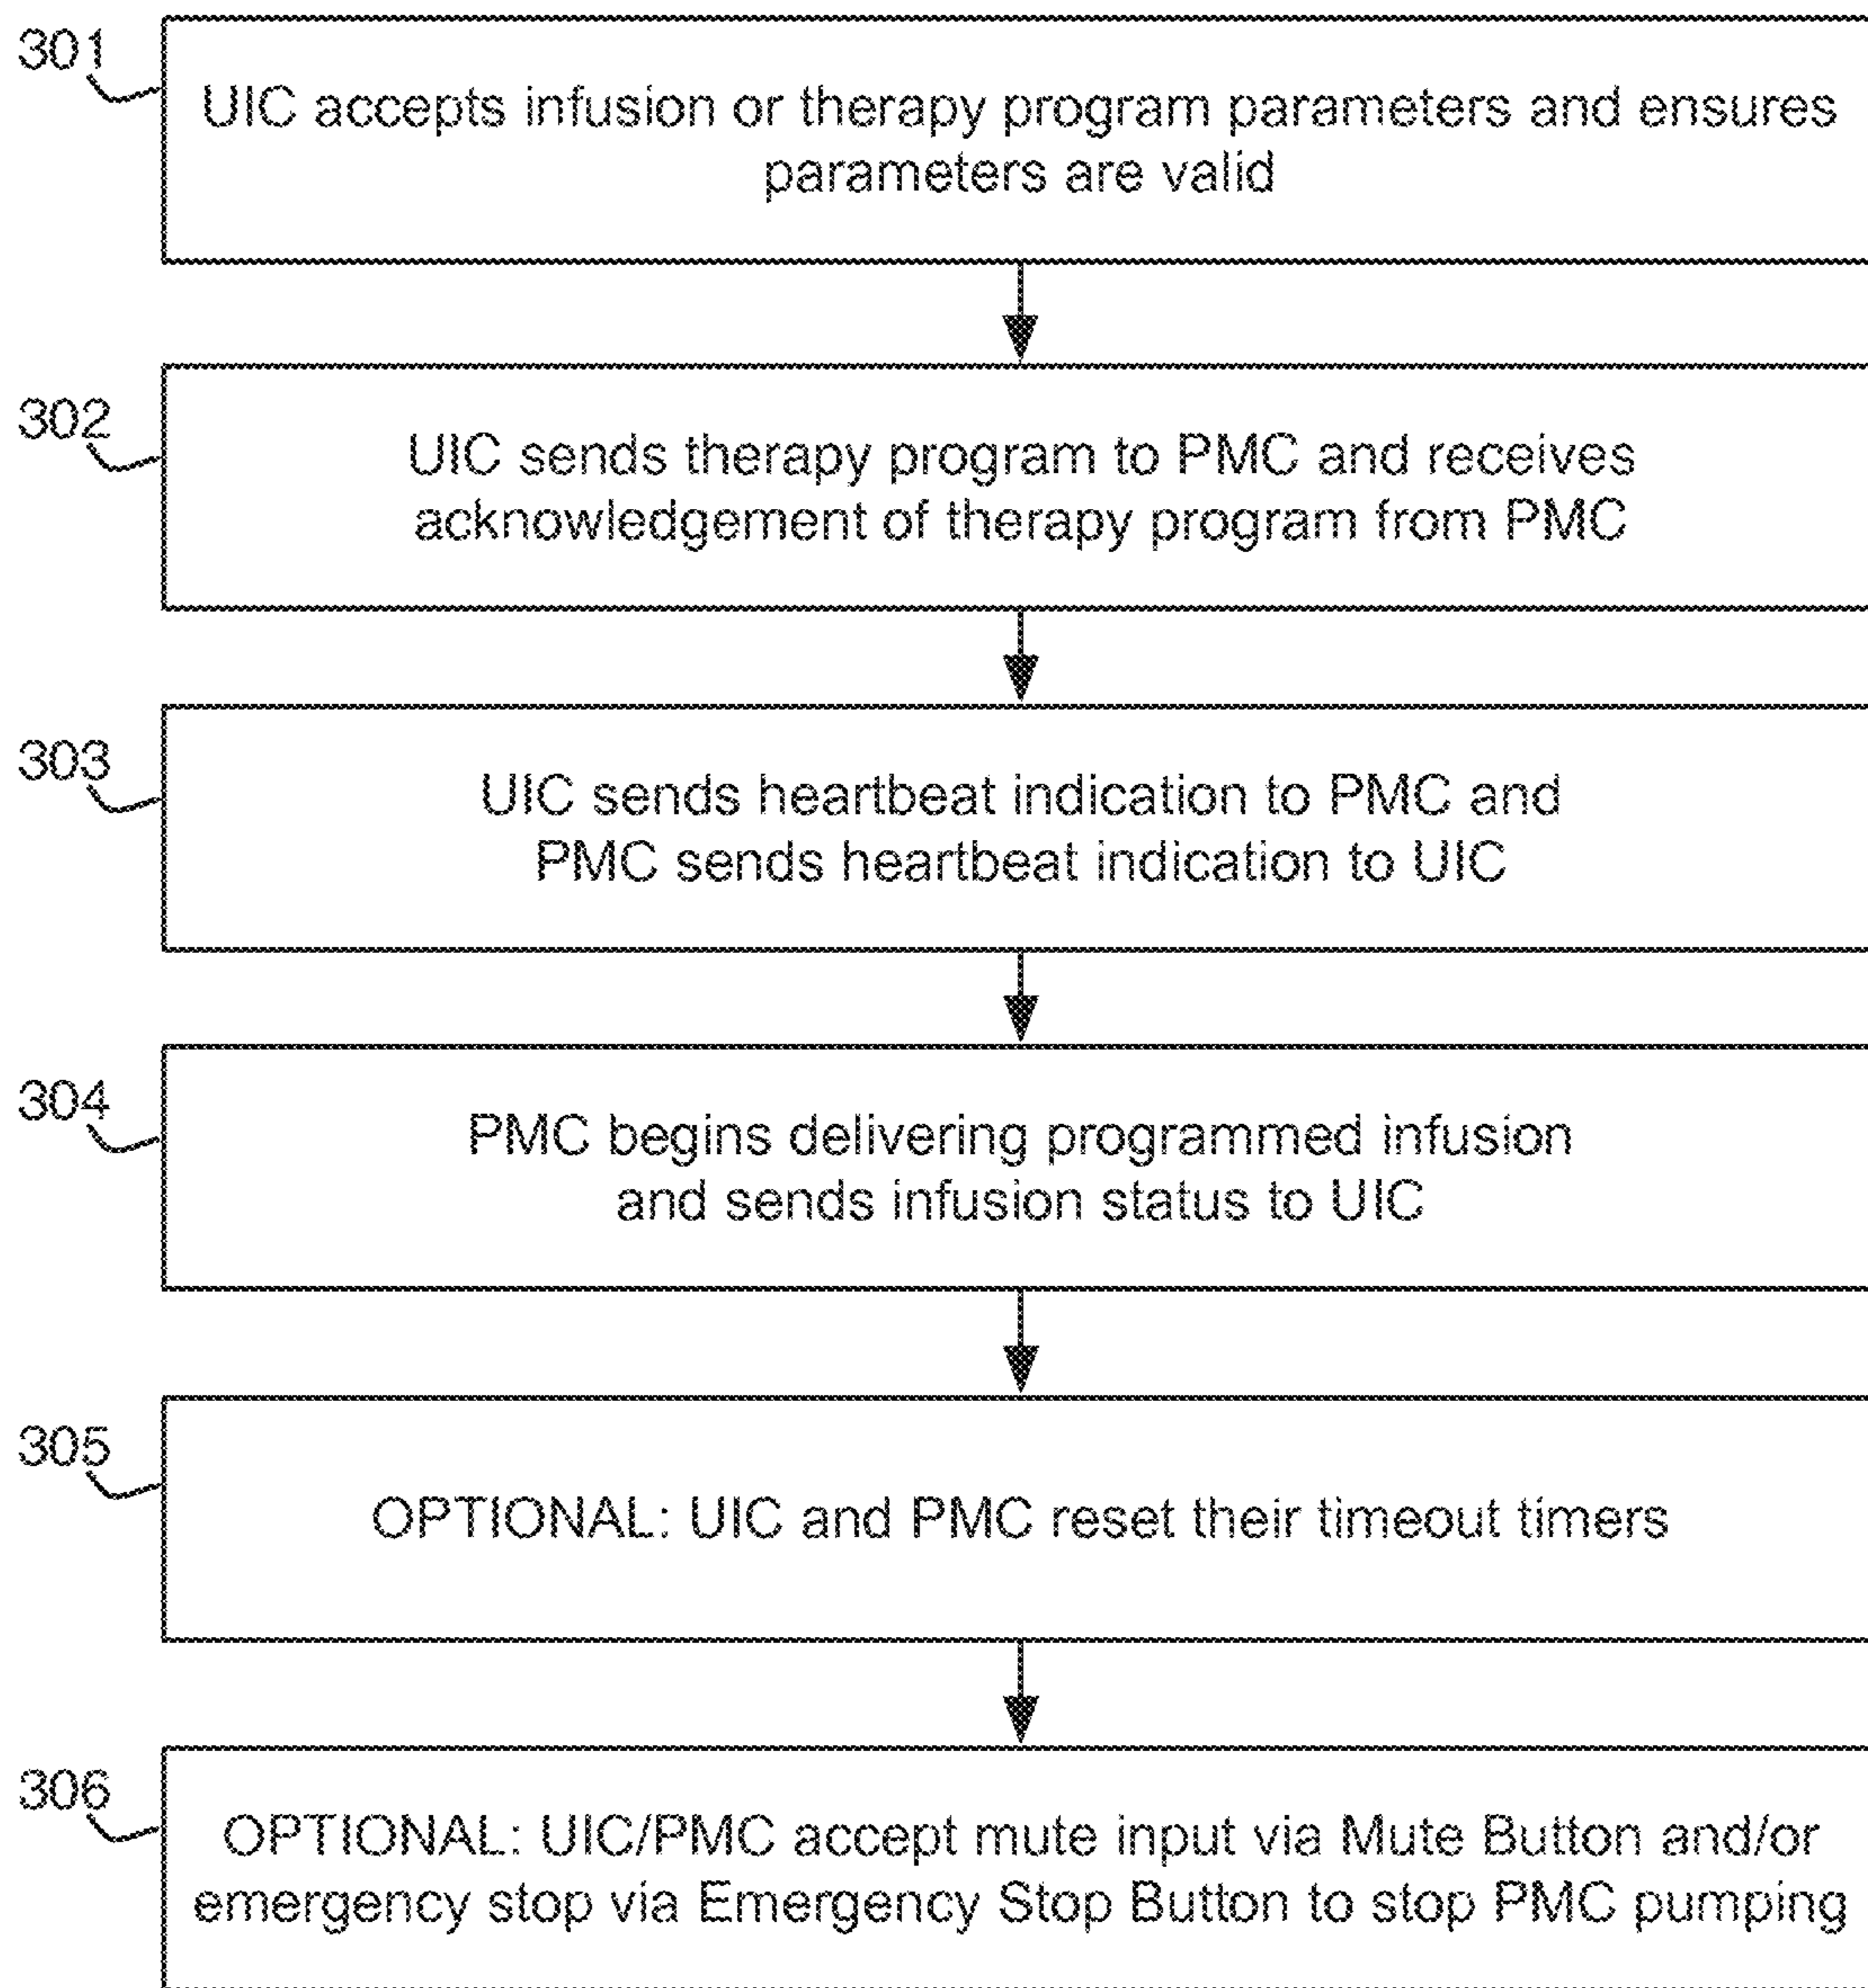 301
UIC accepts infusion or therapy program parameters and ensures
parameters are valid
302
UIC sends therapy program to PMC and receives
acknowledgement of therapy program from PMC
303
UIC sends heartbeat indication to PMC and
PMC sends heartbeat indication to UIC
304
PMC begins delivering programmed infusion
and sends infusion status to UIC
305
OPTIONAL: UIC and PMC reset their timeout timers
306
OPTIONAL: UIC/PMC accept mute input via Mute Button and/or
emergency stop via Emergency Stop Button to stop PMC pumping